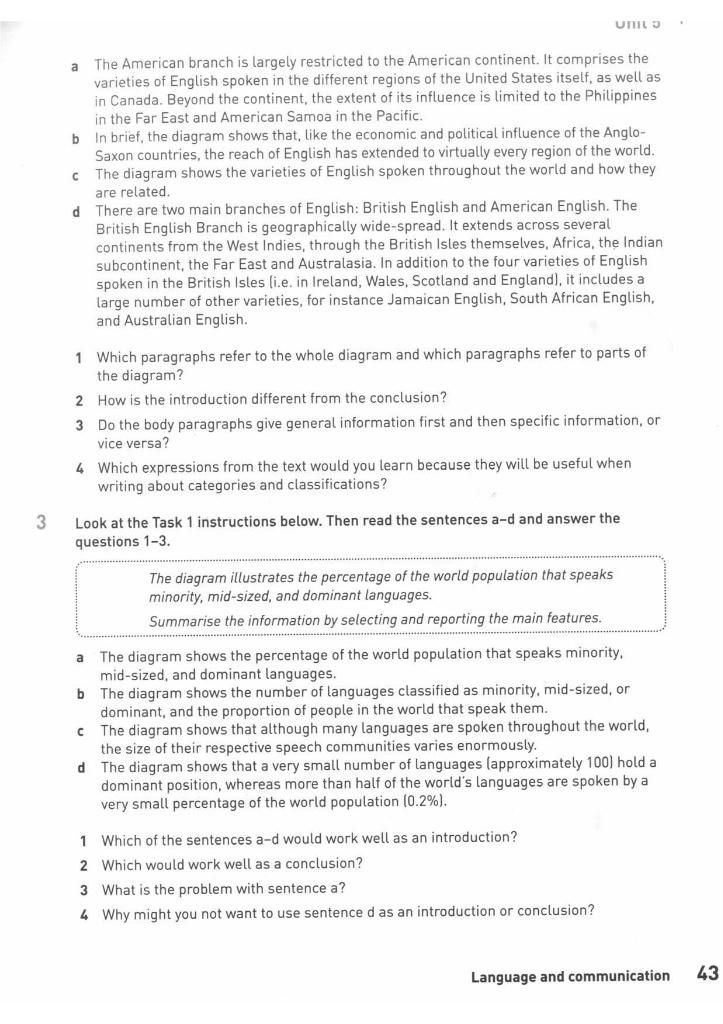 Unit 5
a The American branch is largely restricted to the American continent. It comprises the
varieties of English spoken in the different regions of the United States itself, as well as
in Canada. Beyond the continent, the extent of its influence is limited to the Philippines
in the Far East and American Samoa in the Pacific.
b In brief, the diagram shows that, like the economic and political influence of the Anglo-
Saxon countries, the reach of English has extended to virtually every region of the world.
c The diagram shows the varieties of English spoken throughout the world and how they
are related.
d There are two main branches of English: British English and American English. The
British English Branch is geographically wide-spread. It extends across several
continents from the West Indies, through the British Isles themselves, Africa, the Indian
subcontinent, the Far East and Australasia. In addition to the four varieties of English
spoken in the British Isles (i.e. in Ireland, Wales, Scotland and England), it includes a
large number of other varieties, for instance Jamaican English, South African English,
and Australian English.
1 Which paragraphs refer to the whole diagram and which paragraphs refer to parts of
the diagram?
2 How is the introduction different from the conclusion?
3 Do the body paragraphs give general information first and then specific information, or
vice versa?
4 Which expressions from the text would you learn because they will be useful when
writing about categories and classifications?
3 Look at the Task 1 instructions below. Then read the sentences a–d and answer the
questions 1–3.
The diagram illustrates the percentage of the world population that speaks
minority, mid-sized, and dominant languages.
Summarise the information by selecting and reporting the main features.
a The diagram shows the percentage of the world population that speaks minority,
mid-sized, and dominant languages.
b The diagram shows the number of languages classified as minority, mid-sized, or
dominant, and the proportion of people in the world that speak them.
c The diagram shows that although many languages are spoken throughout the world,
the size of their respective speech communities varies enormously.
d The diagram shows that a very small number of languages (approximately 100) hold a
dominant position, whereas more than half of the world's languages are spoken by a
very small percentage of the world population (0.2%).
1 Which of the sentences a–d would work well as an introduction?
2 Which would work well as a conclusion?
3 What is the problem with sentence a?
4 Why might you not want to use sentence d as an introduction or conclusion?
Language and communication 43